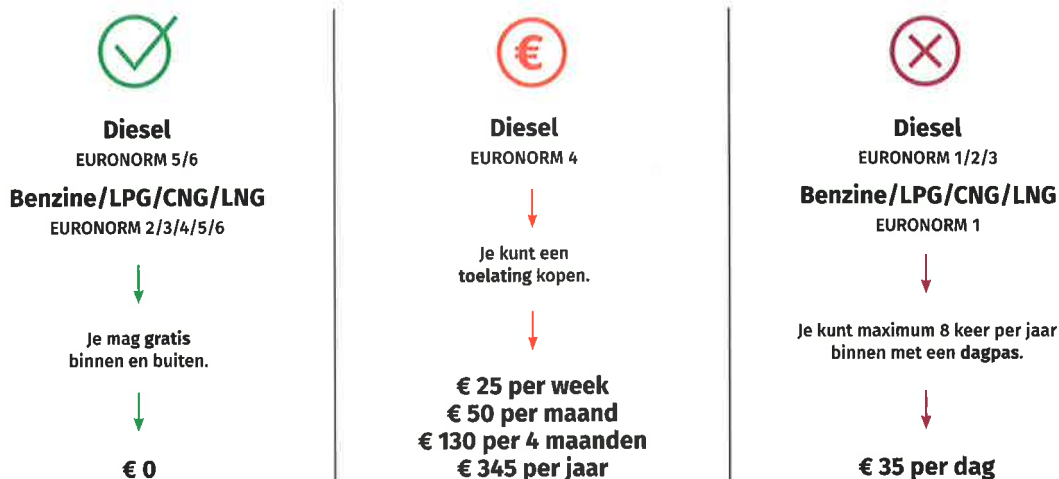 Diesel
EURONORM 5/6
Benzine/LPG/CNG/LNG
EURONORM 2/3/4/5/6
Je mag gratis
binnen en buiten.
€ 0
€
Diesel
EURONORM 4
Je kunt een
toelating kopen.
€ 25 per week
€ 50 per maand
€ 130 per 4 maanden
€ 345 per jaar
Diesel
EURONORM 1/2/3
Benzine/LPG/CNG/LNG
EURONORM 1
Je kunt maximum 8 keer per jaar
binnen met een dagpas.
€ 35 per dag